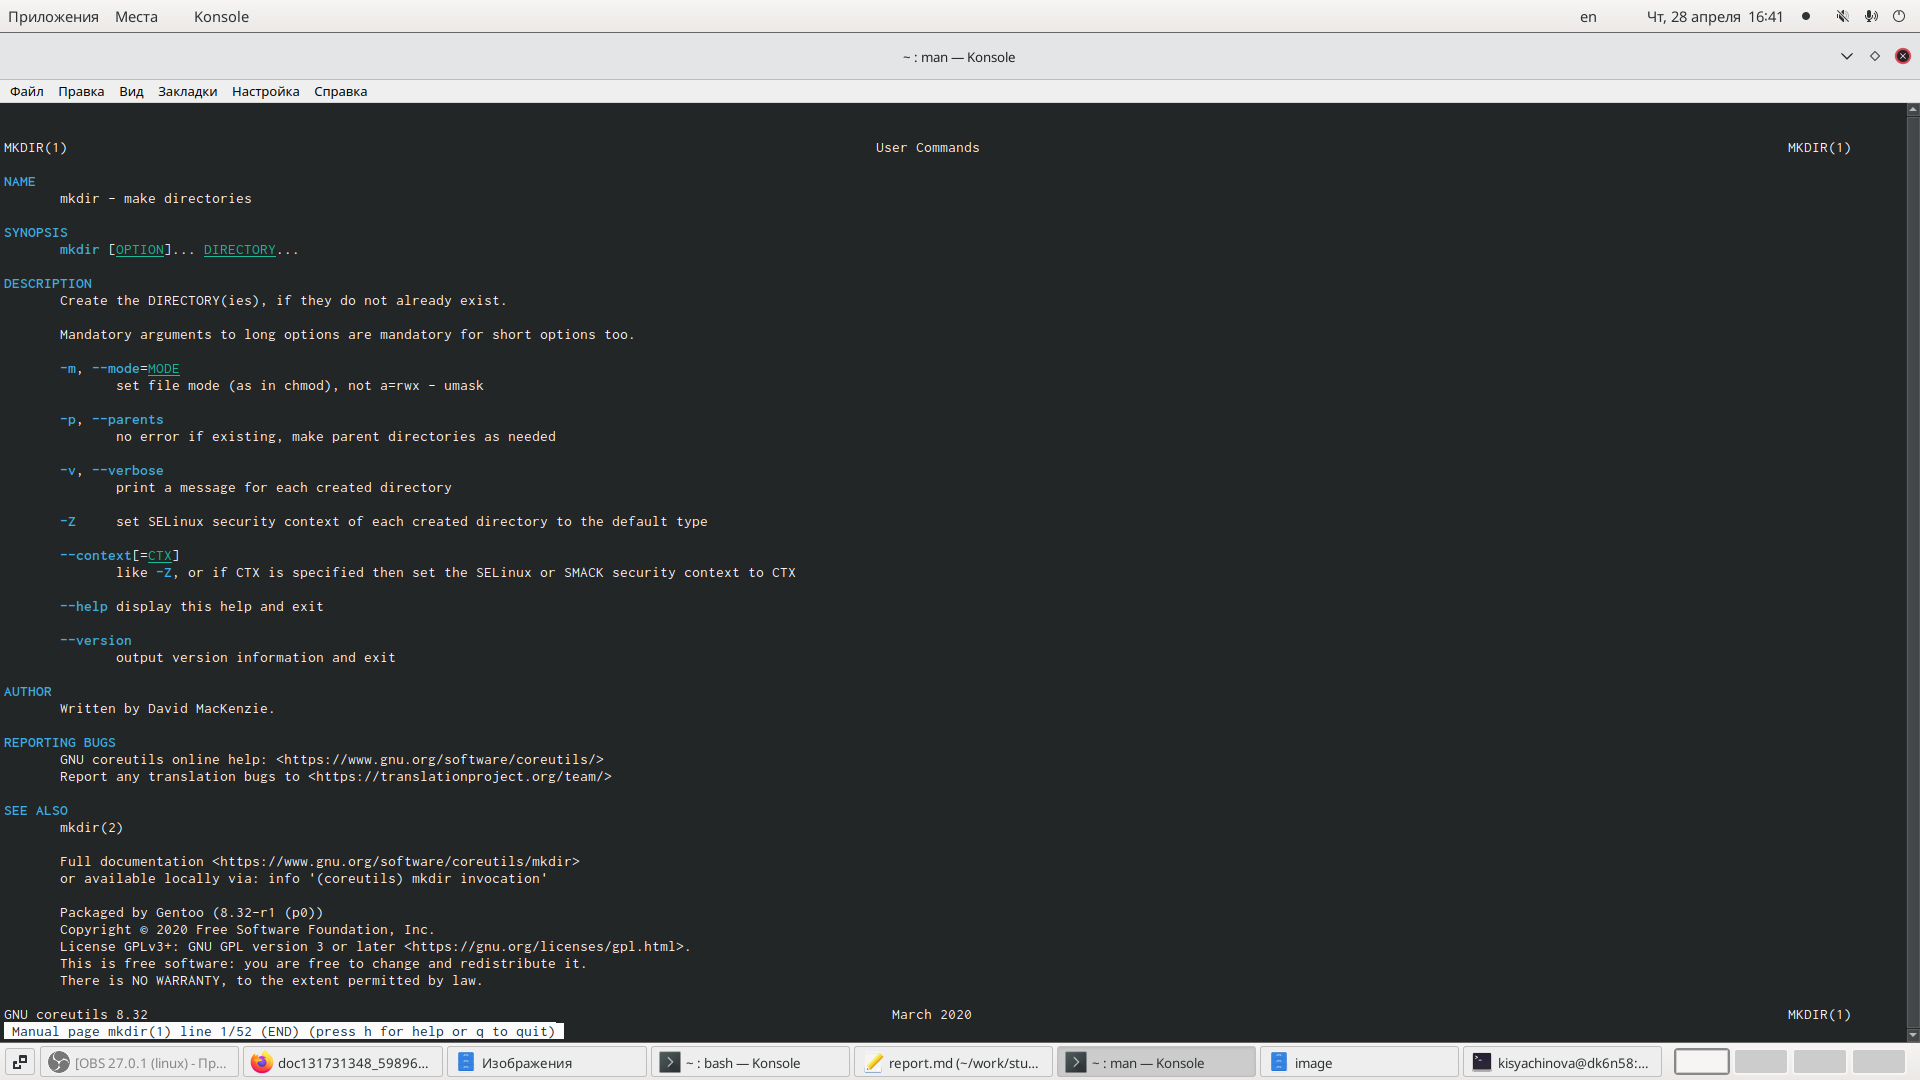 Приложения Места Konsole en Чт, 28 апреля 16:41
~ : man — Konsole
Файл Правка Вид Закладки Настройка Справка
MKDIR(1) User Commands MKDIR(1)
NAME
mkdir - make directories
SYNOPSIS
mkdir [OPTION]... DIRECTORY...
DESCRIPTION
Create the DIRECTORY(ies), if they do not already exist.
Mandatory arguments to long options are mandatory for short options too.
-m, --mode=MODE
set file mode (as in chmod), not a=rwx - umask
-p, --parents
no error if existing, make parent directories as needed
-v, --verbose
print a message for each created directory
-Z set SELinux security context of each created directory to the default type
--context[=CTX]
like -Z, or if CTX is specified then set the SELinux or SMACK security context to CTX
--help display this help and exit
--version
output version information and exit
AUTHOR
Written by David MacKenzie.
REPORTING BUGS
GNU coreutils online help: <https://www.gnu.org/software/coreutils/>
Report any translation bugs to <https://translationproject.org/team/>
SEE ALSO
mkdir(2)
Full documentation <https://www.gnu.org/software/coreutils/mkdir>
or available locally via: info '(coreutils) mkdir invocation'
Packaged by Gentoo (8.32-r1 (p0))
Copyright © 2020 Free Software Foundation, Inc.
License GPLv3+: GNU GPL version 3 or later <https://gnu.org/licenses/gpl.html>.
This is free software: you are free to change and redistribute it.
There is NO WARRANTY, to the extent permitted by law.
GNU coreutils 8.32 March 2020 MKDIR(1)
Manual page mkdir(1) line 1/52 (END) (press h for help or q to quit)
[OBS 27.0.1 (linux) - Пр... doc131731348_59896... Изображения ~ : bash — Konsole report.md (~/work/stu... ~ : man — Konsole image kisyachinova@dk6n58:...